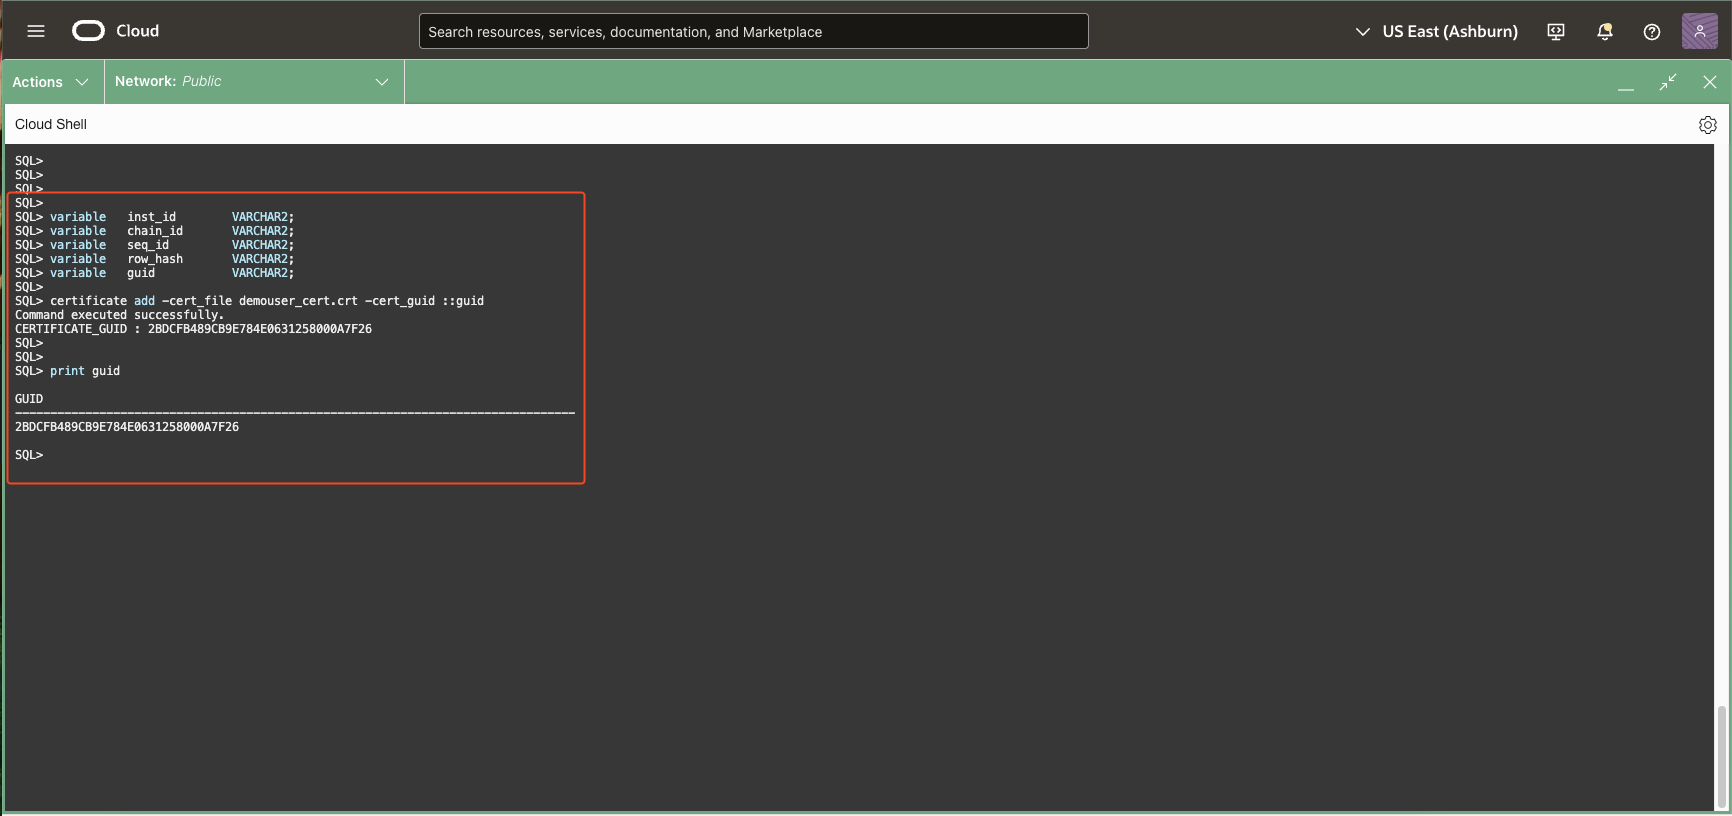 Cloud
Search resources, services, documentation, and Marketplace
US East (Ashburn)
Actions
Network: Public
Cloud Shell
SQL>
SQL>
SQL>
SQL>
SQL> variable   inst_id        VARCHAR2;
SQL> variable   chain_id       VARCHAR2;
SQL> variable   seq_id         VARCHAR2;
SQL> variable   row_hash       VARCHAR2;
SQL> variable   guid           VARCHAR2;
SQL>
SQL> certificate add -cert_file demouser_cert.crt -cert_guid ::guid
Command executed successfully.
CERTIFICATE_GUID : 2BDCFB489CB9E784E0631258000A7F26
SQL>
SQL>
SQL> print guid
GUID
--------------------------------------------------------------------------------
2BDCFB489CB9E784E0631258000A7F26
SQL>